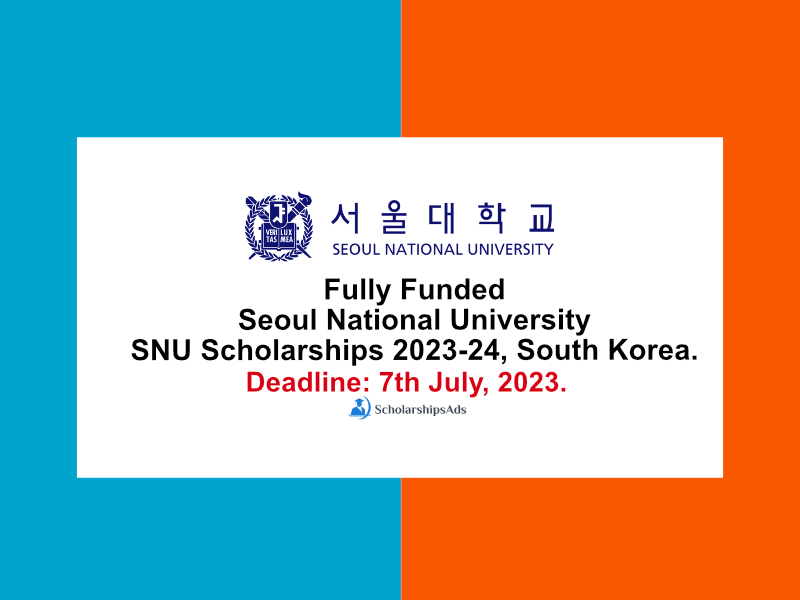 서울대학교
VERI LUX
TAS MEA
SEOUL NATIONAL UNIVERSITY
Fully Funded
Seoul National University
SNU Scholarships 2023-24, South Korea.
Deadline: 7th July, 2023.
ScholarshipsAds